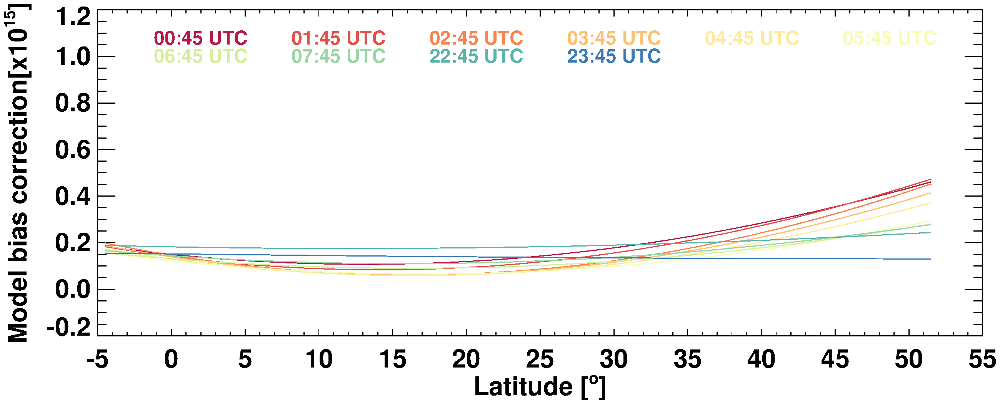 Model bias correction[x10¹⁵]
1.2
1.0
0.8
0.6
0.4
0.2
0.0
-0.2
00:45 UTC 01:45 UTC 02:45 UTC 03:45 UTC 04:45 UTC 05:45 UTC
06:45 UTC 07:45 UTC 22:45 UTC 23:45 UTC
-5 0 5 10 15 20 25 30 35 40 45 50 55
Latitude [º]